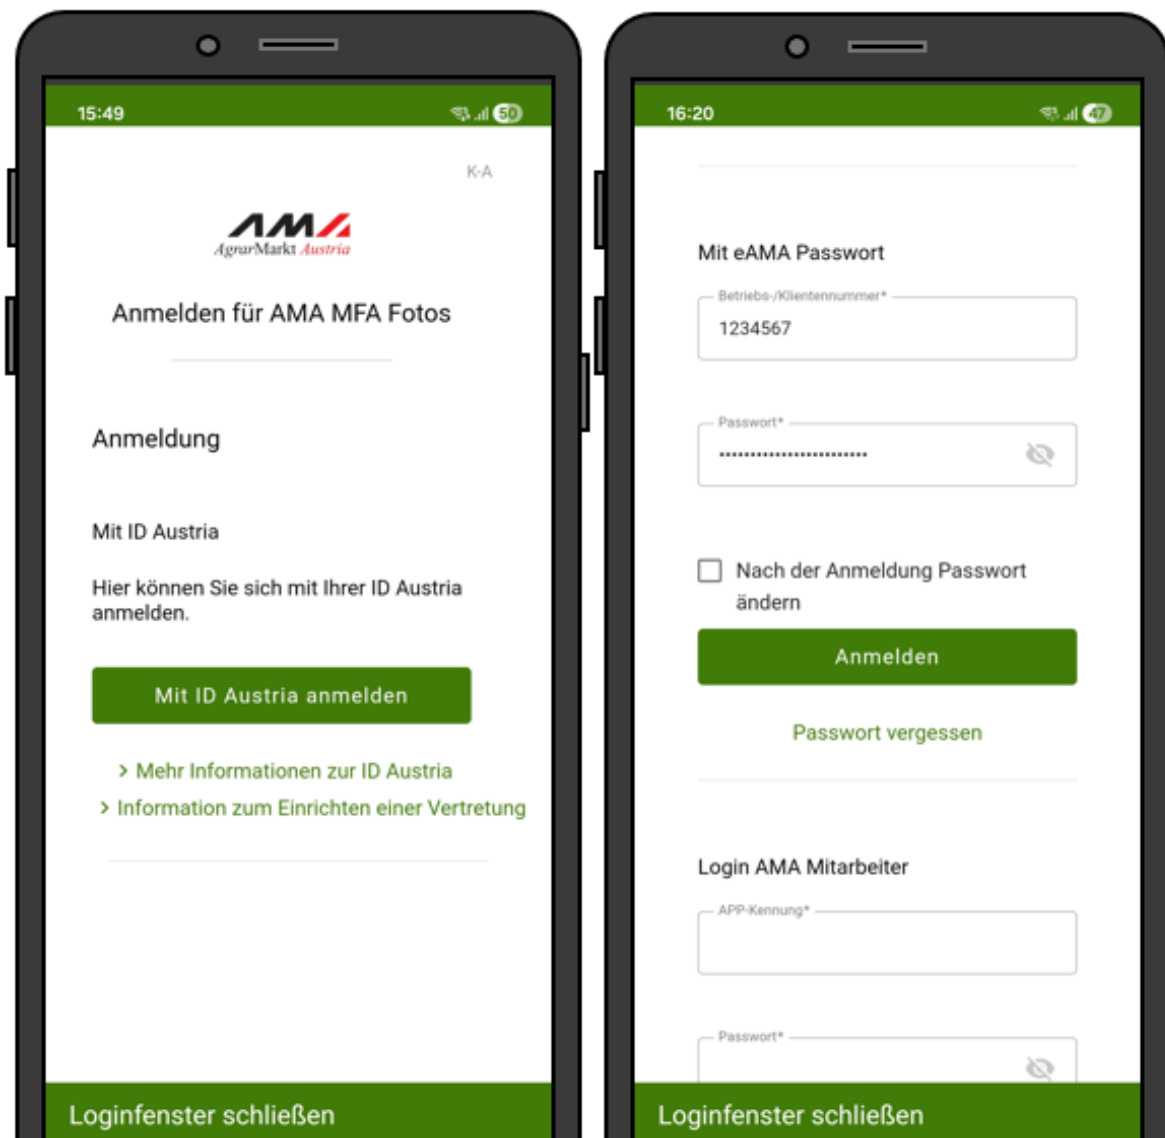 15:49
50
K-A
AMA
AgrarMarkt Austria
Anmelden für AMA MFA Fotos
Anmeldung
Mit ID Austria
Hier können Sie sich mit Ihrer ID Austria
anmelden.
Mit ID Austria anmelden
> Mehr Informationen zur ID Austria
> Information zum Einrichten einer Vertretung
Loginfenster schließen
16:20
47
Mit eAMA Passwort
Betriebs-/Klientennummer*
1234567
Passwort*
Nach der Anmeldung Passwort
ändern
Anmelden
Passwort vergessen
Login AMA Mitarbeiter
APP-Kennung*
Passwort*
Loginfenster schließen